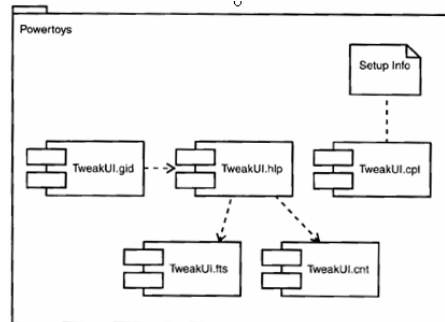 Powertoys
Setup Info
TweakUI.gid
TweakUI.hlp
TweakUI.cpl
TweakUi.fts
TweakUi.cnt